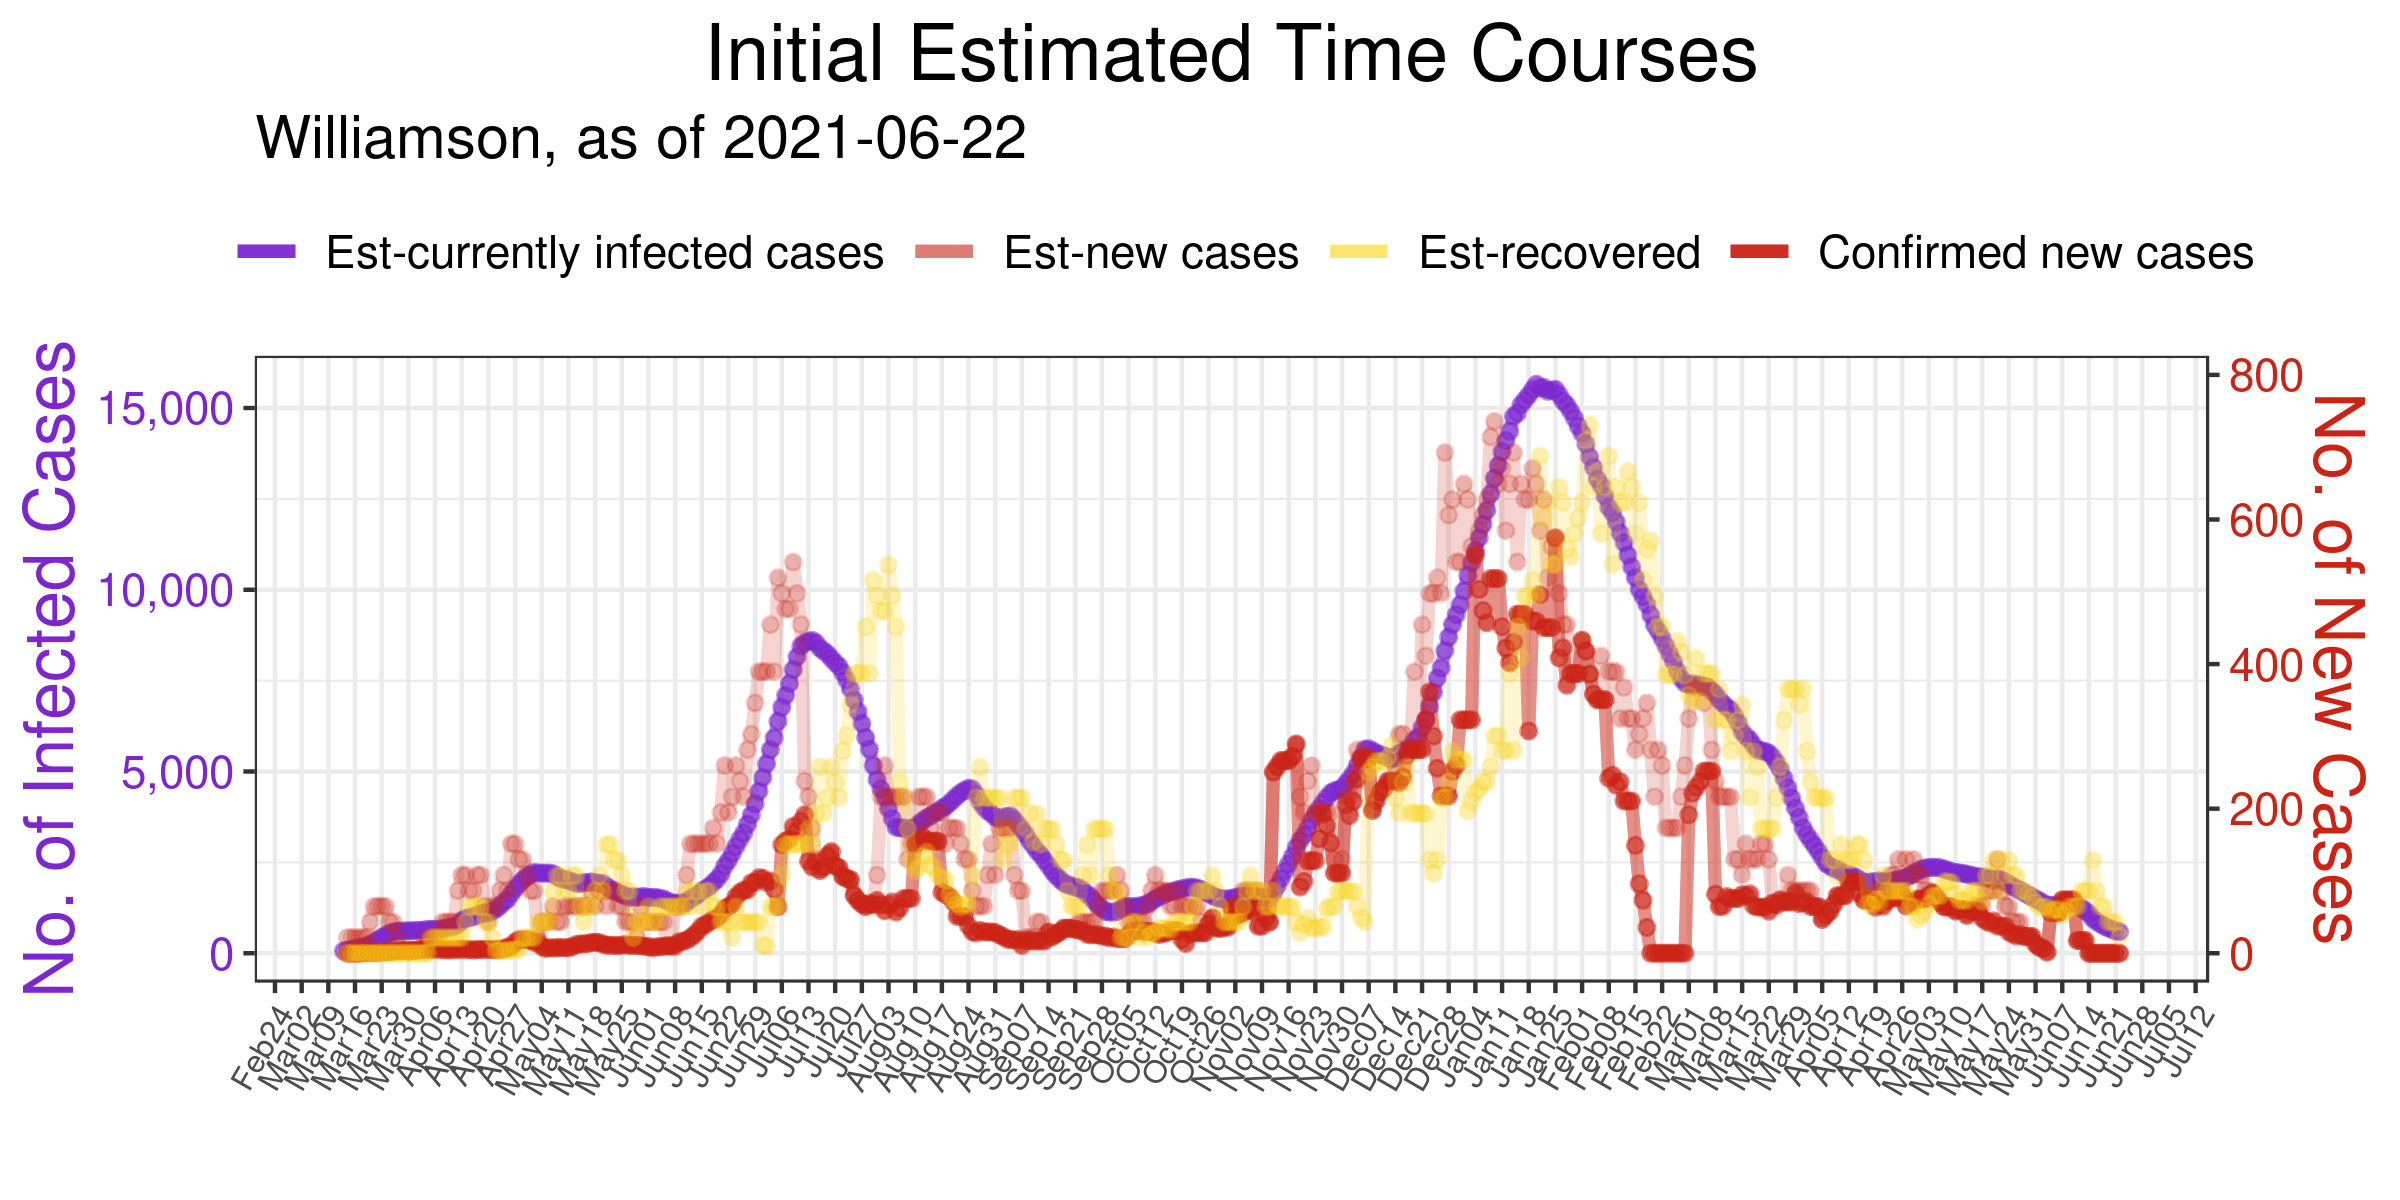 Initial Estimated Time Courses
Williamson, as of 2021-06-22
Est-currently infected cases
Est-new cases
Est-recovered
Confirmed new cases
No. of Infected Cases
15,000
10,000
5,000
0
800
600
400
200
0
No. of New Cases
Feb24
Mar02
Mar09
Mar16
Mar23
Mar30
Apr06
Apr13
Apr20
Apr27
May04
May11
May18
May25
Jun01
Jun08
Jun15
Jun22
Jun29
Jul06
Jul13
Jul20
Jul27
Aug03
Aug10
Aug17
Aug24
Aug31
Sep07
Sep14
Sep21
Sep28
Oct05
Oct12
Oct19
Oct26
Nov02
Nov09
Nov16
Nov23
Nov30
Dec07
Dec14
Dec21
Dec28
Jan04
Jan11
Jan18
Jan25
Feb01
Feb08
Feb15
Feb22
Mar01
Mar08
Mar15
Mar22
Mar29
Apr05
Apr12
Apr19
Apr26
May03
May10
May17
May24
May31
Jun07
Jun14
Jun21
Jun28
Jul05
Jul12